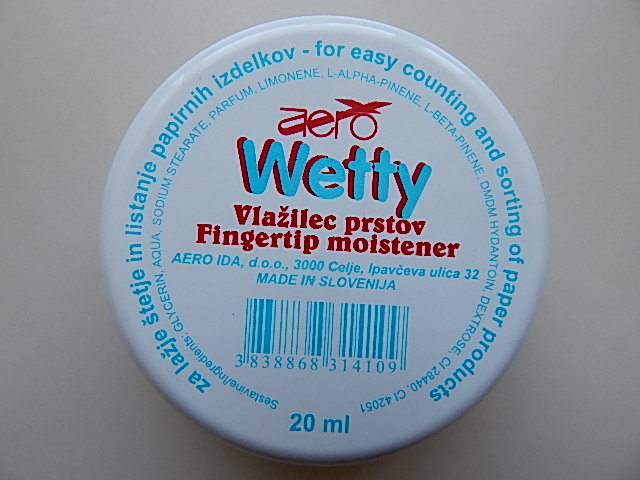 za lažje štetje in listanje papirnih izdelkov - for easy counting and sorting of paper products
Sestavine/Ingredients: GLYCERIN, AQUA, SODIUM STEARATE, PARFUM, LIMONENE, L-ALPHA-PINENE, L-BETA-PINENE, DMDM HYDANTOIN, DEXTROSE, CI 28440, CI 42051
aero
Wetty
Vlažilec prstov
Fingertip moistener
AERO IDA, d.o.o., 3000 Celje, Ipavčeva ulica 32
MADE IN SLOVENIJA
3 838868 314109
20 ml